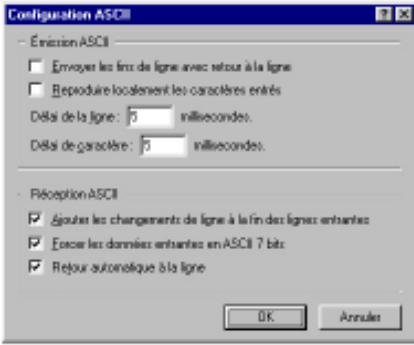 Configuration ASCII
Émission ASCII
Envoyer les fins de ligne avec retour à la ligne
Reproduire localement les caractères entrés
Délai de la ligne : 5 millisecondes.
Délai de caractère : 5 millisecondes.
Réception ASCII
Ajouter les changements de ligne à la fin des lignes entrantes
Forcer les données entrantes en ASCII 7 bits
Retour automatique à la ligne
OK Annuler